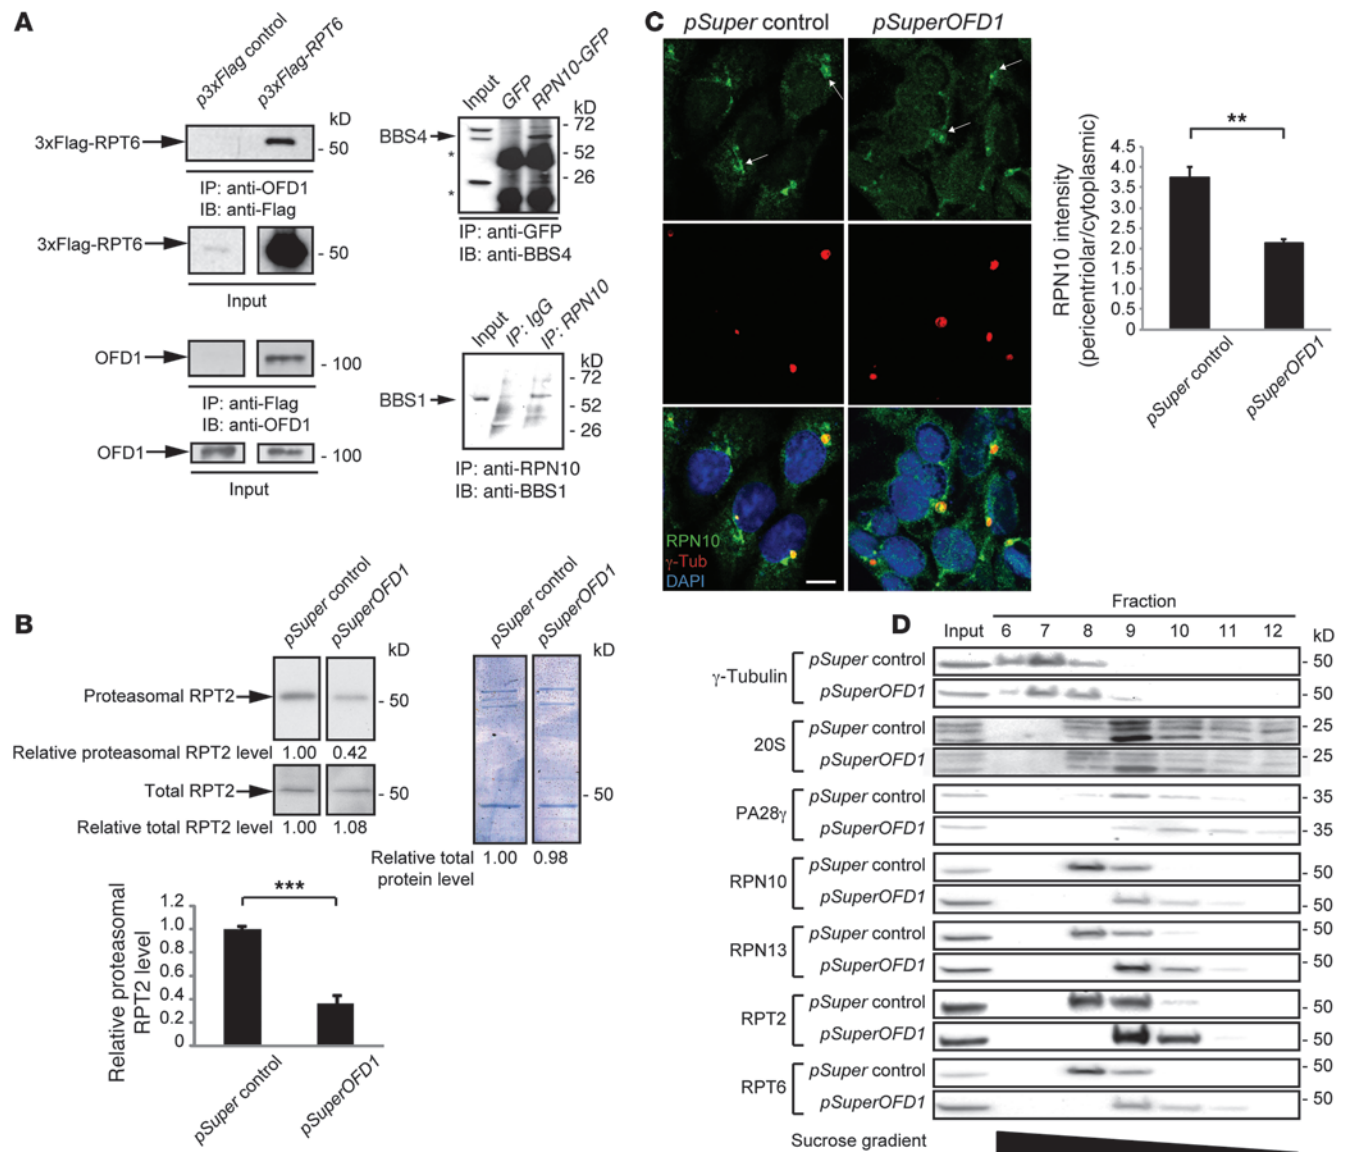 A
p3xFlag control
p3xFlag-RPT6
kD
3xFlag-RPT6
- 50
IP: anti-OFD1
IB: anti-Flag
3xFlag-RPT6
- 50
Input
OFD1
- 100
IP: anti-Flag
IB: anti-OFD1
OFD1
- 100
Input
Input
GFP
RPN10-GFP
kD
BBS4
- 72
*
- 52
- 26
*
IP: anti-GFP
IB: anti-BBS4
Input
IP: IgG
IP: RPN10
kD
- 72
BBS1
- 52
- 26
IP: anti-RPN10
IB: anti-BBS1
B
pSuper control
pSuperOFD1
kD
Proteasomal RPT2
- 50
Relative proteasomal RPT2 level 1.00 0.42
Total RPT2
- 50
Relative total RPT2 level 1.00 1.08
pSuper control
pSuperOFD1
kD
- 50
Relative total protein level
1.00 0.98
Relative proteasomal
RPT2 level
***
1.2
1
0.8
0.6
0.4
0.2
0
pSuper control
pSuperOFD1
C
pSuper control
pSuperOFD1
RPN10
γ-Tub
DAPI
RPN10 intensity
(pericentriolar/cytoplasmic)
**
4.5
4.0
3.5
3.0
2.5
2.0
1.5
1.0
0.5
0
pSuper control
pSuperOFD1
D
Fraction
Input 6 7 8 9 10 11 12 kD
γ-Tubulin
pSuper control - 50
pSuperOFD1 - 50
20S
pSuper control - 25
pSuperOFD1 - 25
PA28γ
pSuper control - 35
pSuperOFD1 - 35
RPN10
pSuper control - 50
pSuperOFD1 - 50
RPN13
pSuper control - 50
pSuperOFD1 - 50
RPT2
pSuper control - 50
pSuperOFD1 - 50
RPT6
pSuper control - 50
pSuperOFD1 - 50
Sucrose gradient